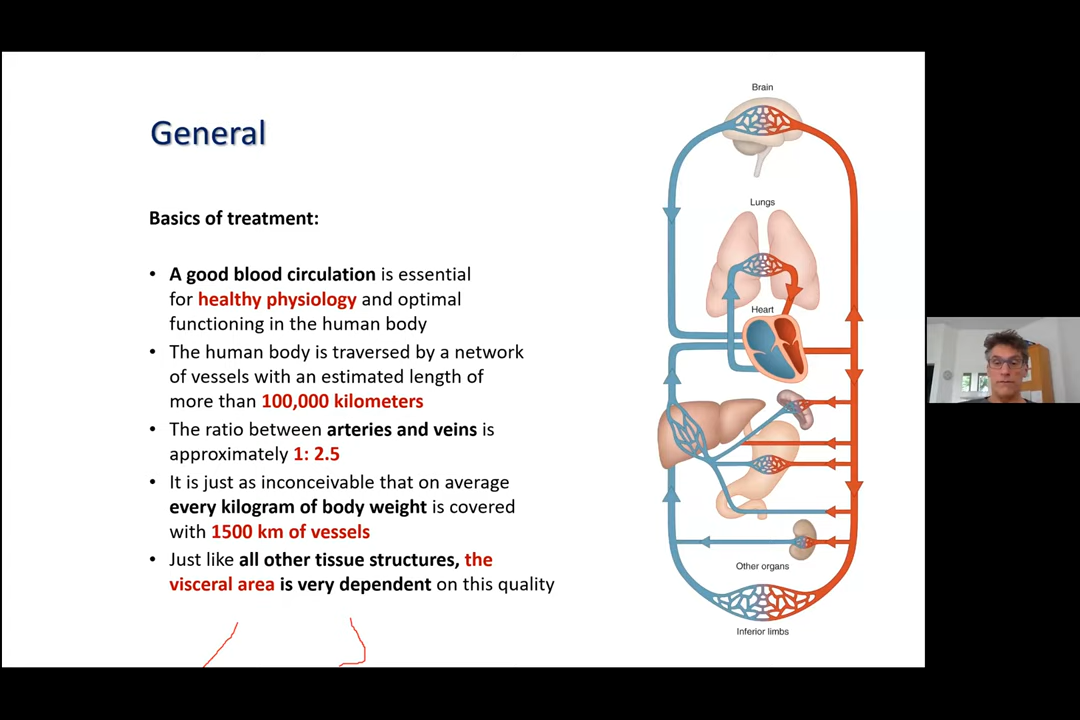 General
Basics of treatment:
• A good blood circulation is essential
for healthy physiology and optimal
functioning in the human body
• The human body is traversed by a network
of vessels with an estimated length of
more than 100,000 kilometers
• The ratio between arteries and veins is
approximately 1: 2.5
• It is just as inconceivable that on average
every kilogram of body weight is covered
with 1500 km of vessels
• Just like all other tissue structures, the
visceral area is very dependent on this quality
Brain
Lungs
Heart
Other organs
Inferior limbs